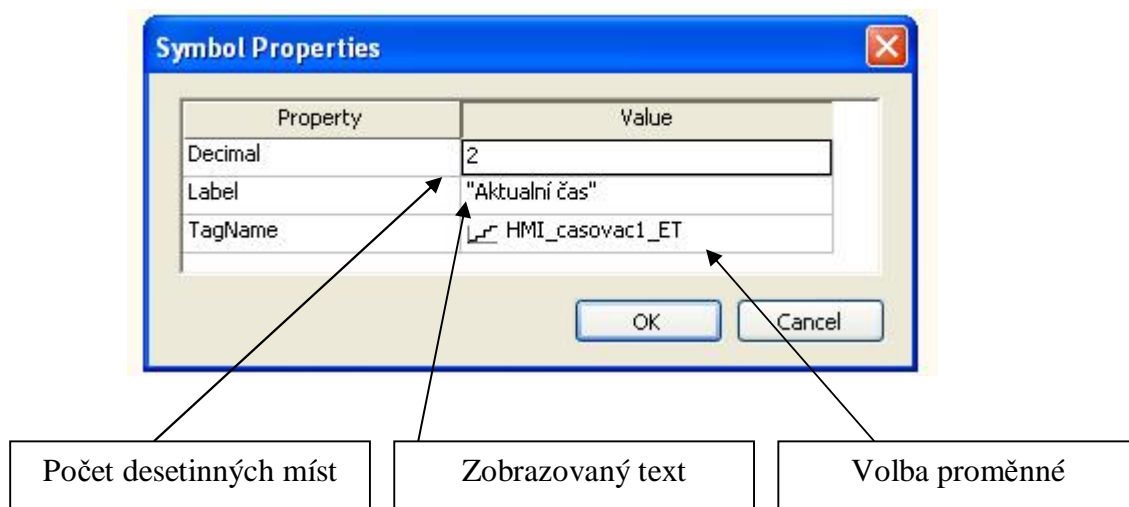 Symbol Properties
Property Value
Decimal 2
Label "Aktualní čas"
TagName HMI_casovac1_ET
OK Cancel
Počet desetinných míst Zobrazovaný text Volba proměnné